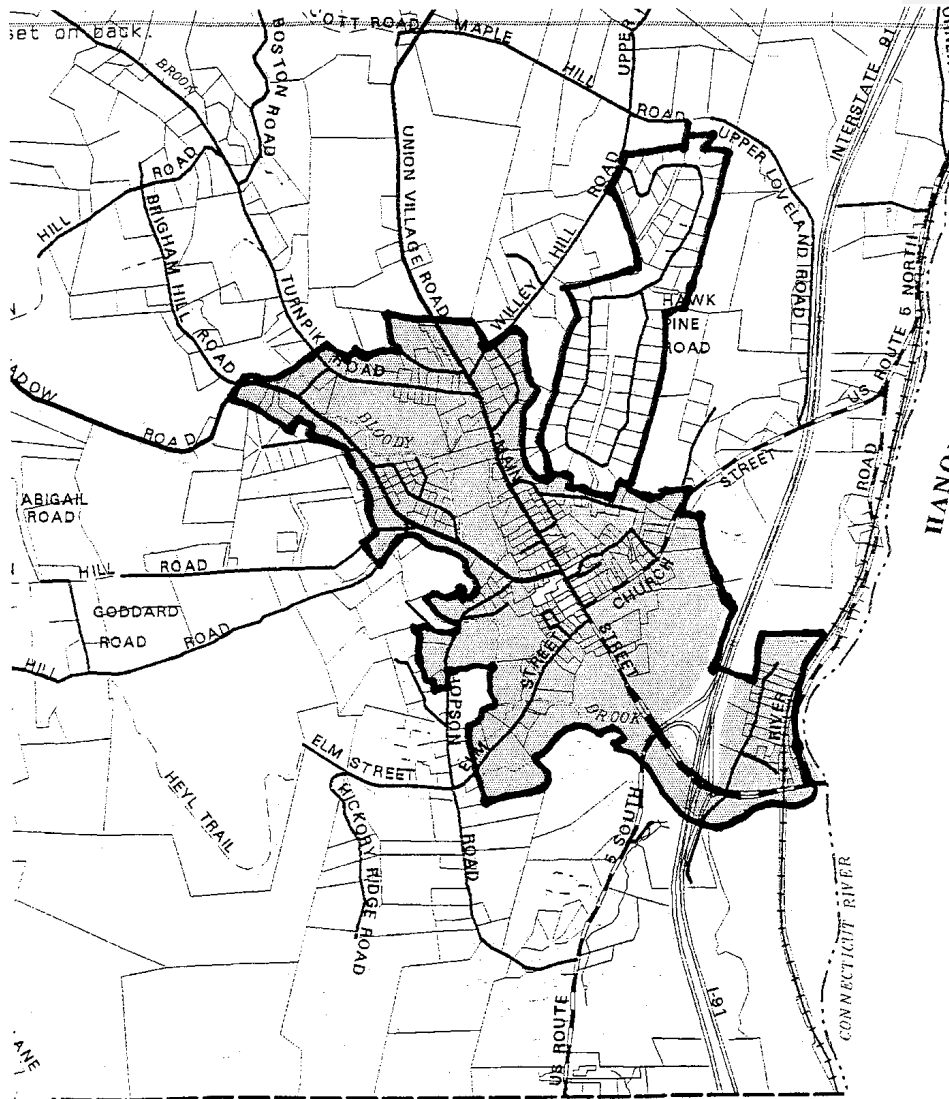 set on back.
OTT ROAD
MAPLE
HILL
ROAD
UPPER
BOSTON ROAD
BROOK
ROAD
HILL
BRIGHAM HILL ROAD
TURNPIKE ROAD
UNION VILLAGE ROAD
WILLEY
HILL
ROAD
UPPER LOVELAND ROAD
INTERSTATE 91
HAWK
PINE
ROAD
US ROUTE 5 NORTH
ADOW
ROAD
BLOODY
MAIN
STREET
ROAD
HANO
ABIGAIL
ROAD
HILL
ROAD
GODDARD
ROAD
ROAD
HILL
CHURCH
STREET
STREET
BROOK
RIVER
HOPSON
ROAD
ELM
ELM STREET
HEYL TRAIL
HICKORY RIDGE ROAD
5 SOUTH
US ROUTE
I-91
CONNECTICUT RIVER
ANE